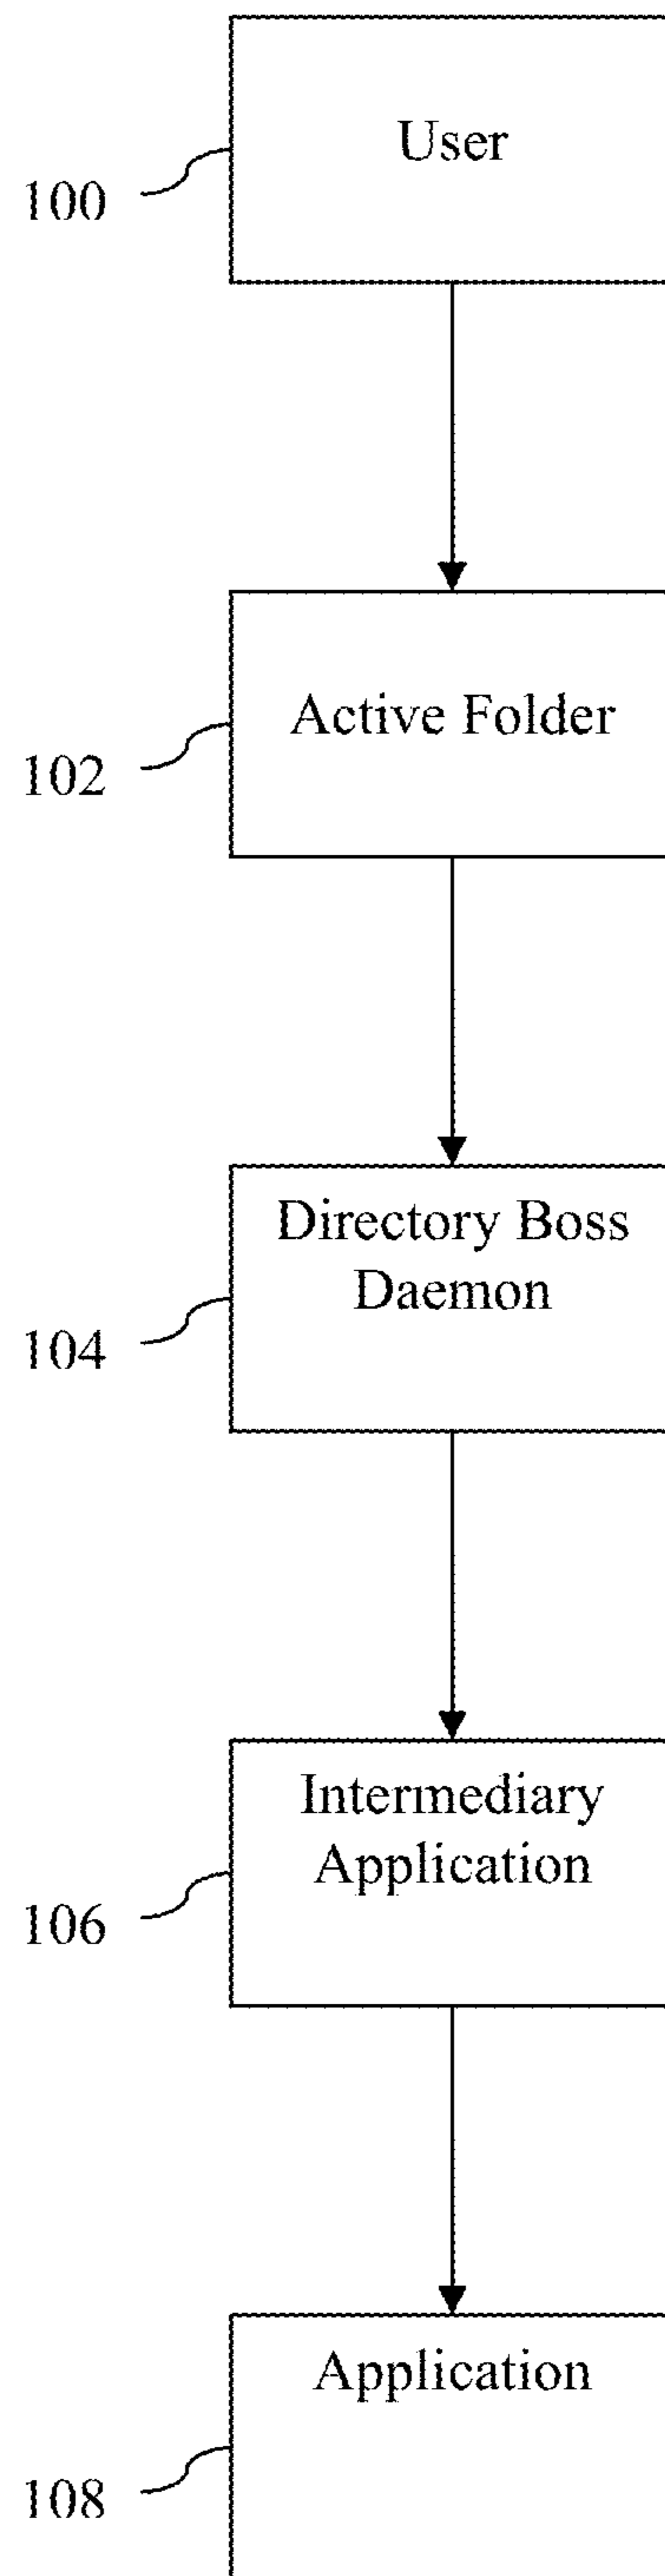 User
100
Active Folder
102
Directory Boss
Daemon
104
Intermediary
Application
106
Application
108